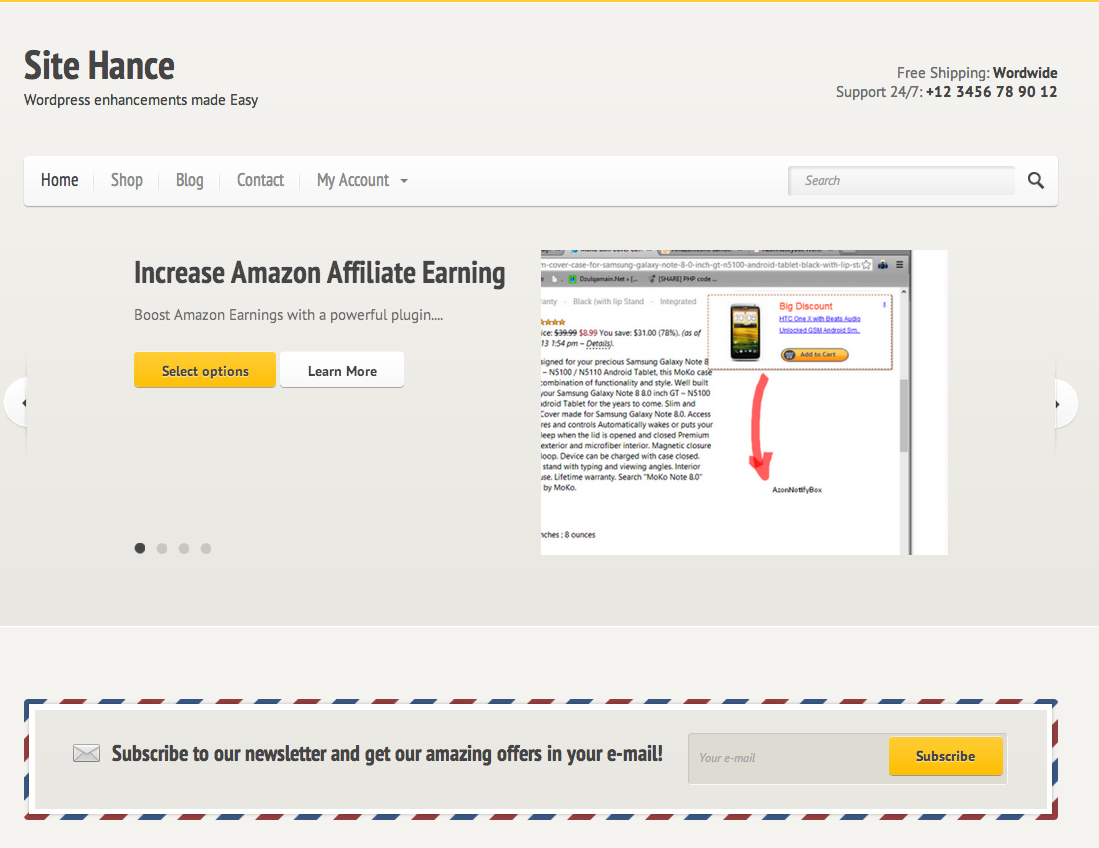 Site Hance
Wordpress enhancements made Easy
Free Shipping: Wordwide
Support 24/7: +12 3456 78 90 12
Home
Shop
Blog
Contact
My Account
Search
Increase Amazon Affiliate Earning
Boost Amazon Earnings with a powerful plugin....
Select options
Learn More
m-cover-case-for-samsung-galaxy-note-8-0-inch-gt-n5100-android-tablet-black-with-lip-st
Dzulqarnain.Net « [...
[SHARE] PHP code ...
anty - Black (with lip Stand - Integrated
ice: $39.99 $8.99 You save: $31.00 (78%). (as of
13 1:54 pm – Details).
signed for your precious Samsung Galaxy Note 8
– N5100 / N5110 Android Tablet, this MoKo case
combination of functionality and style. Well built
your Samsung Galaxy Note 8 8.0 inch GT – N5100
ndroid Tablet for the years to come. Slim and
Cover made for Samsung Galaxy Note 8.0. Access
res and controls Automatically wakes or puts your
leep when the lid is opened and closed Premium
exterior and microfiber interior. Magnetic closure
loop. Device can be charged with case closed.
stand with typing and viewing angles. Interior
use. Lifetime warranty. Search "MoKo Note 8.0"
by MoKo.
nches ; 8 ounces
Big Discount
HTC One X with Beats Audio
Unlocked GSM Android Sm..
Add to Cart
AzonNotifyBox
Subscribe to our newsletter and get our amazing offers in your e-mail!
Your e-mail
Subscribe